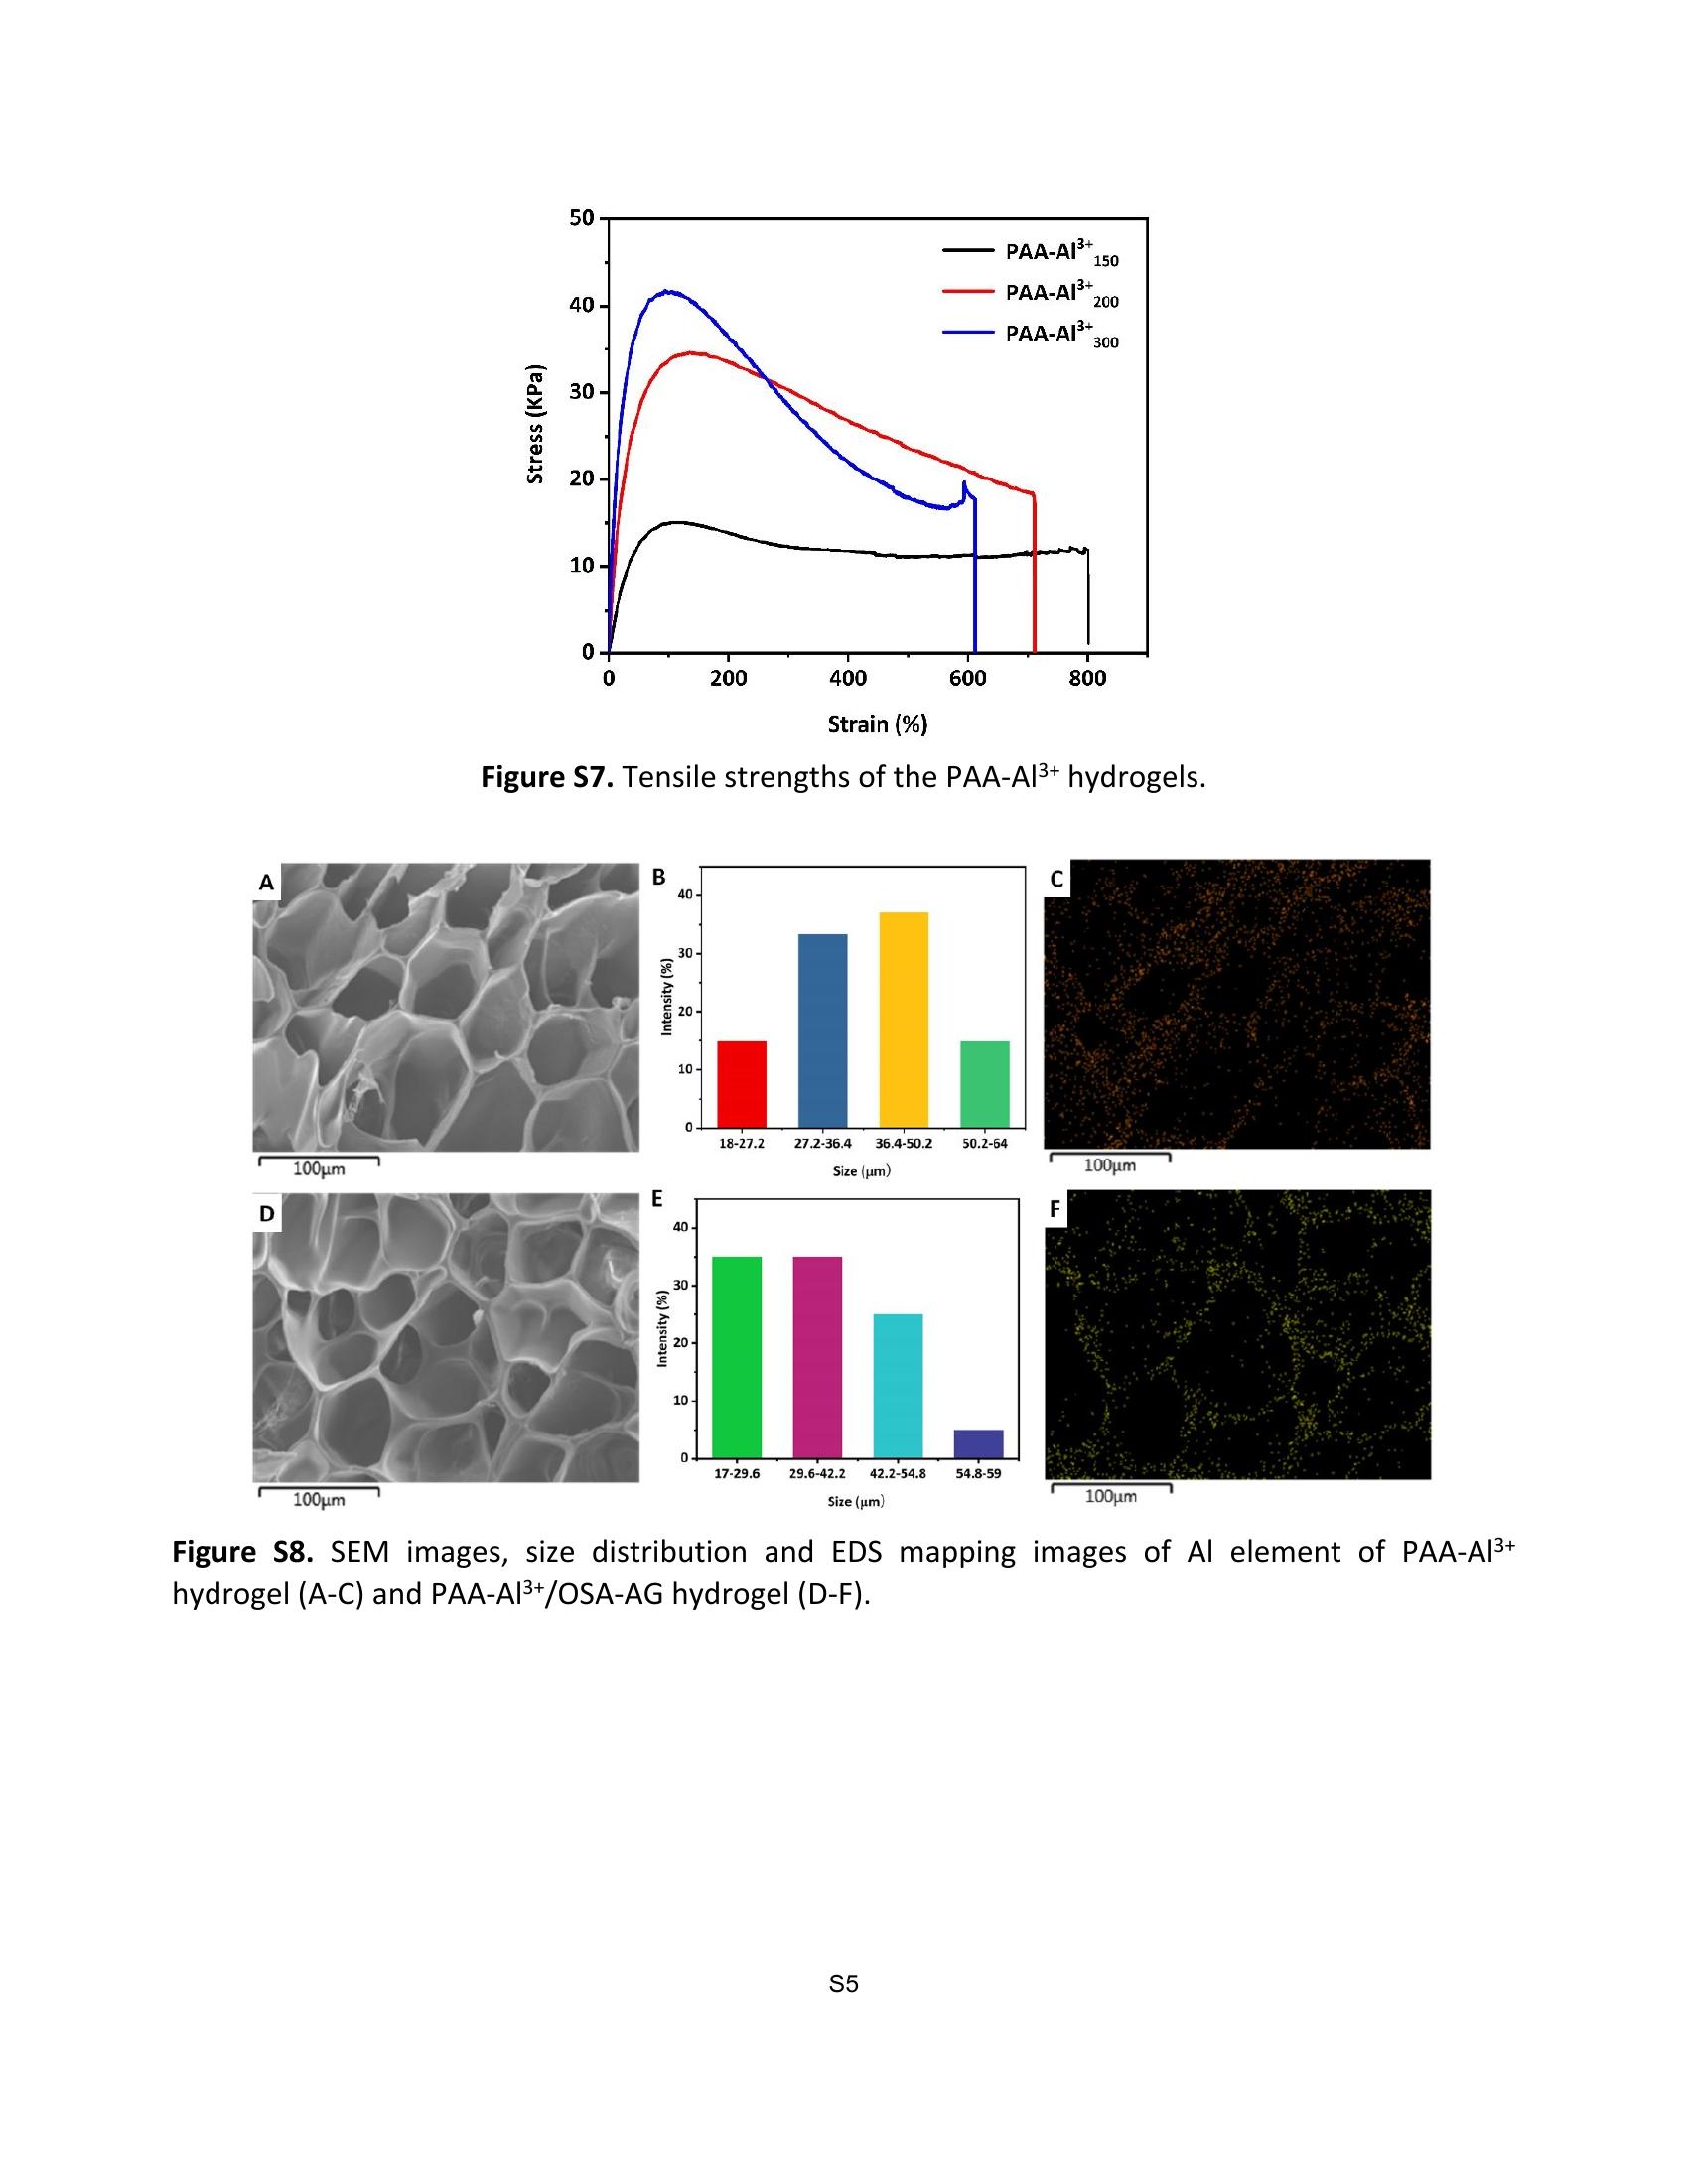 50
40
30
20
10
0
Stress (KPa)
PAA-Al³⁺₁₅₀
PAA-Al³⁺₂₀₀
PAA-Al³⁺₃₀₀
0 200 400 600 800
Strain (%)
Figure S7. Tensile strengths of the PAA-Al³⁺ hydrogels.
A
100μm
B
40
30
20
10
0
Intensity (%)
18-27.2 27.2-36.4 36.4-50.2 50.2-64
Size (μm)
C
100μm
D
100μm
E
40
30
20
10
0
Intensity (%)
17-29.6 29.6-42.2 42.2-54.8 54.8-59
Size (μm)
F
100μm
Figure S8. SEM images, size distribution and EDS mapping images of Al element of PAA-Al³⁺
hydrogel (A-C) and PAA-Al³⁺/OSA-AG hydrogel (D-F).
S5